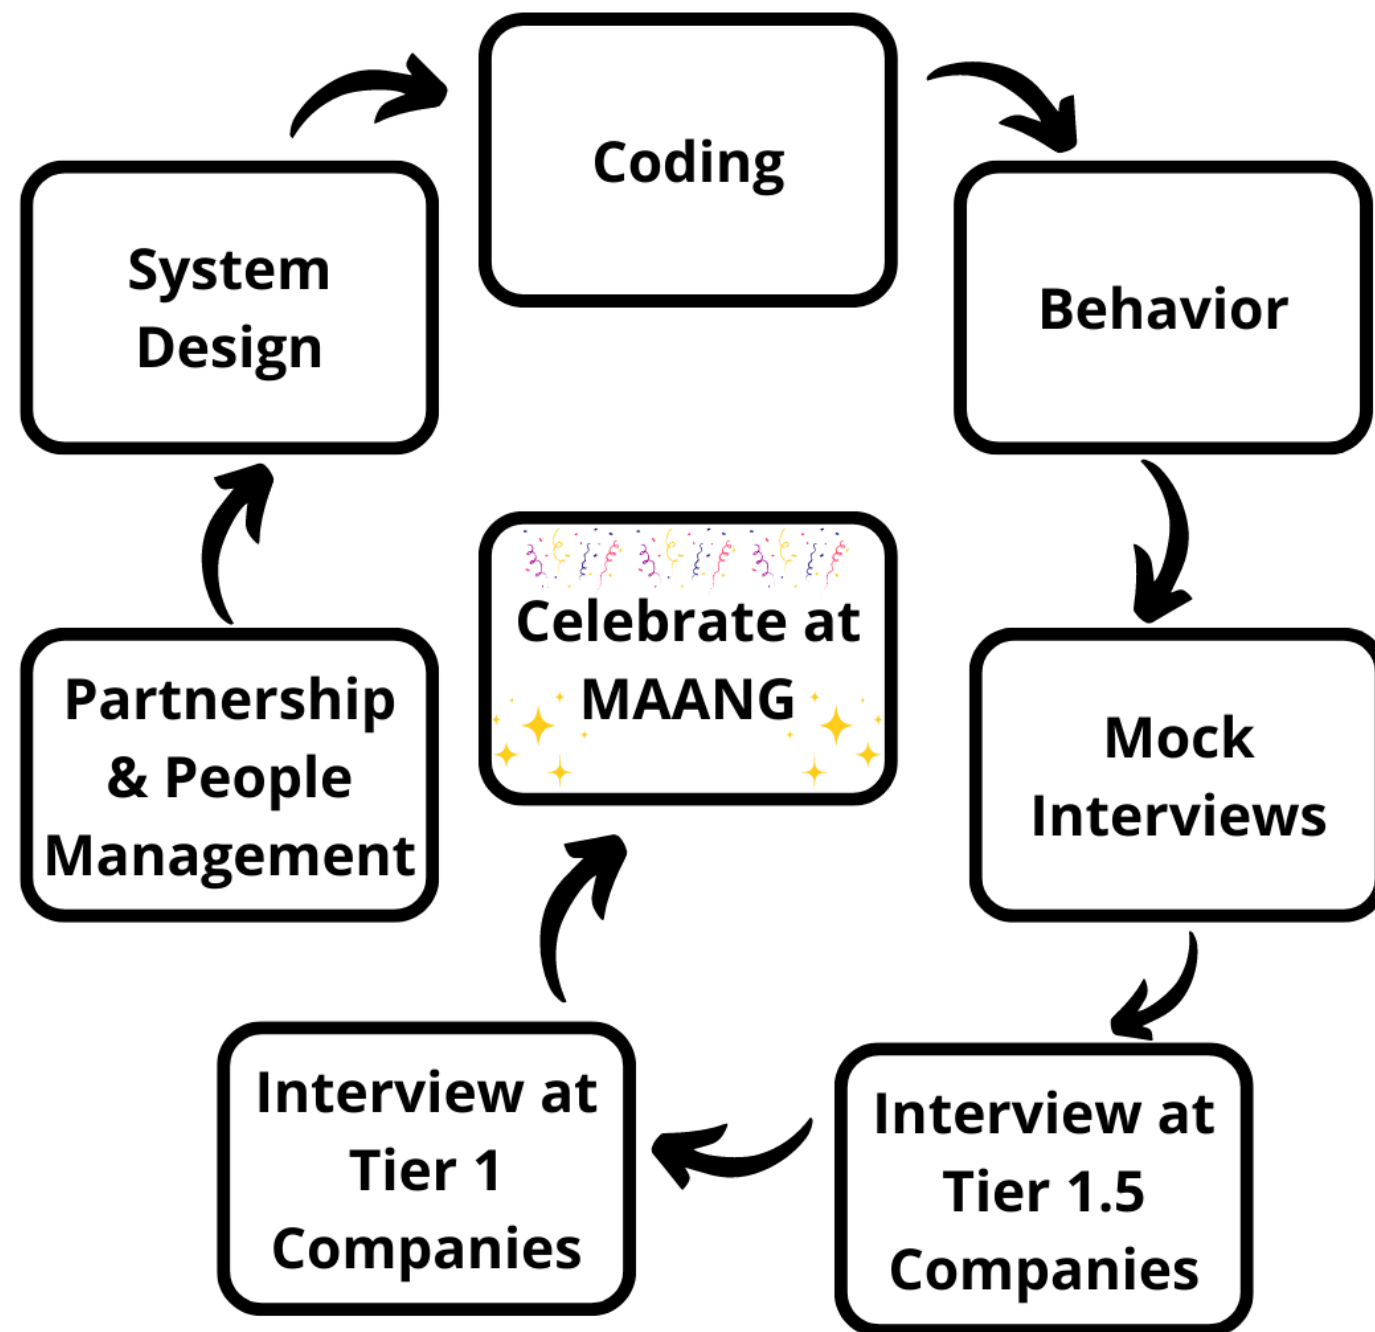 Coding
System
Design
Behavior
Celebrate at
MAANG
Partnership
& People
Management
Mock
Interviews
Interview at
Tier 1
Companies
Interview at
Tier 1.5
Companies